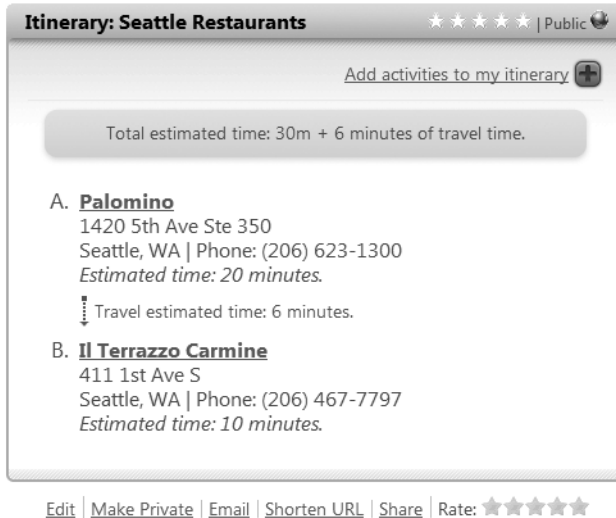 Itinerary: Seattle Restaurants | Public
Add activities to my itinerary
Total estimated time: 30m + 6 minutes of travel time.
A. Palomino
1420 5th Ave Ste 350
Seattle, WA | Phone: (206) 623-1300
Estimated time: 20 minutes.
Travel estimated time: 6 minutes.
B. Il Terrazzo Carmine
411 1st Ave S
Seattle, WA | Phone: (206) 467-7797
Estimated time: 10 minutes.
Edit | Make Private | Email | Shorten URL | Share | Rate: